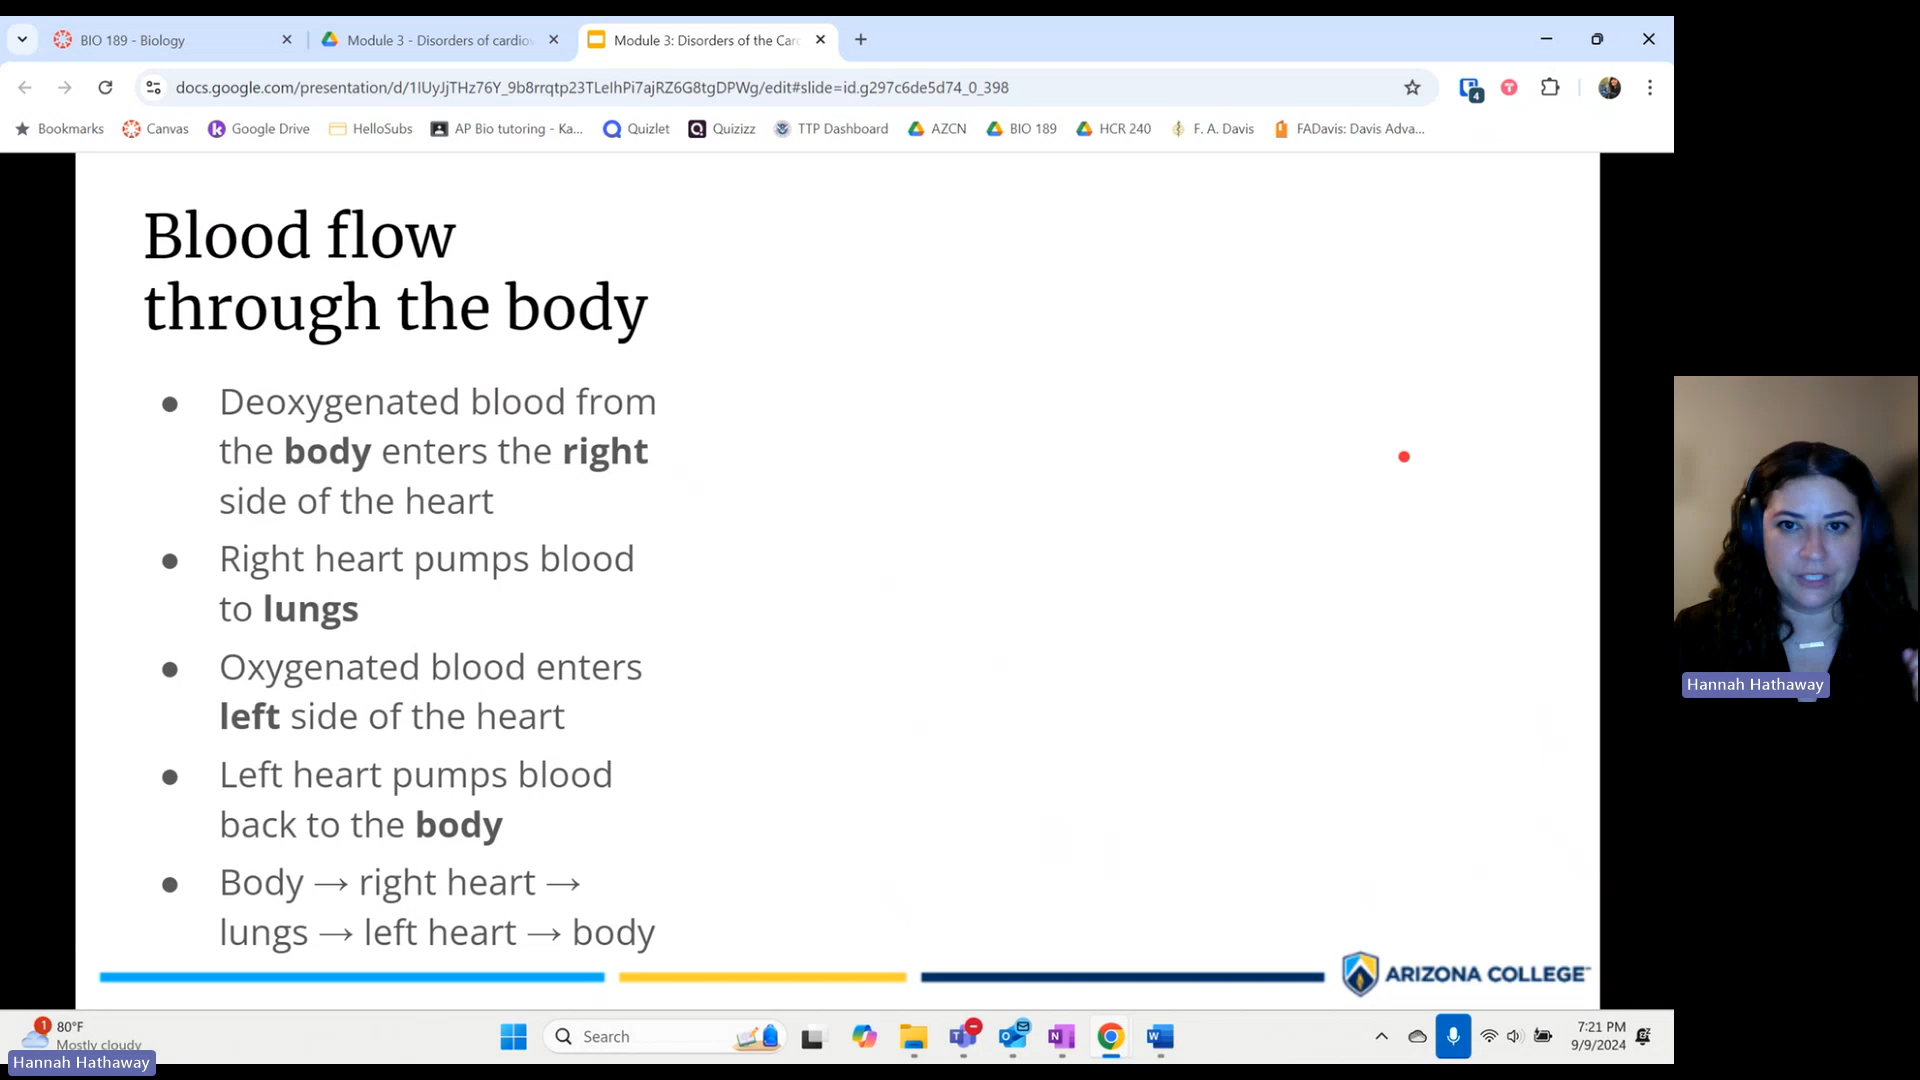 BIO 189 - Biology
Module 3 - Disorders of cardiov
Module 3: Disorders of the Car
docs.google.com/presentation/d/1IUyJjTHz76Y_9b8rrqtp23TLeIhPi7ajRZ6G8tgDPWg/edit#slide=id.g297c6de5d74_0_398
4
Bookmarks
Canvas
Google Drive
HelloSubs
AP Bio tutoring - Ka...
Quizlet
Quizizz
TTP Dashboard
AZCN
BIO 189
HCR 240
F. A. Davis
FADavis: Davis Adva...
Blood flow
through the body
● Deoxygenated blood from
the body enters the right
side of the heart
● Right heart pumps blood
to lungs
● Oxygenated blood enters
left side of the heart
● Left heart pumps blood
back to the body
● Body → right heart →
lungs → left heart → body
ARIZONA COLLEGE
Hannah Hathaway
1
80°F
Mostly cloudy
Hannah Hathaway
Search
7:21 PM
9/9/2024